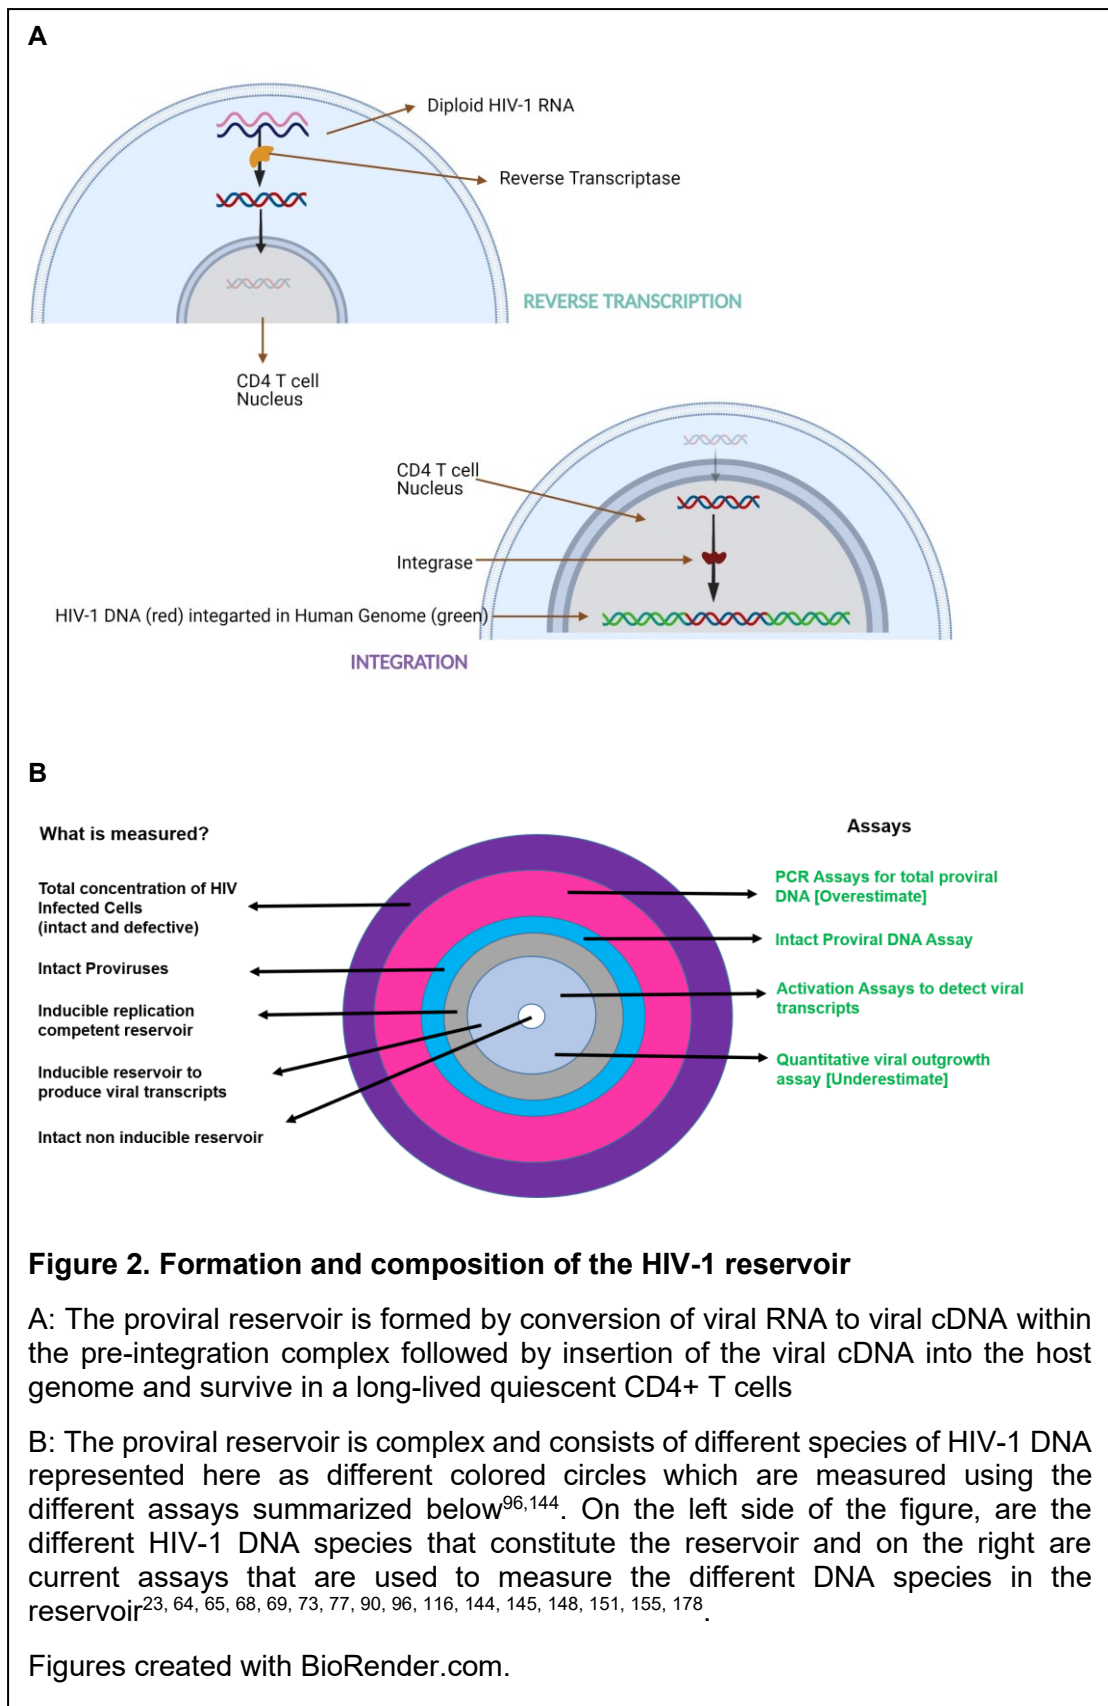 A
Diploid HIV-1 RNA
Reverse Transcriptase
REVERSE TRANSCRIPTION
CD4 T cell
Nucleus
CD4 T cell
Nucleus
Integrase
HIV-1 DNA (red) integarted in Human Genome (green)
INTEGRATION
B
What is measured?
Total concentration of HIV
Infected Cells
(intact and defective)
Intact Proviruses
Inducible replication
competent reservoir
Inducible reservoir to
produce viral transcripts
Intact non inducible reservoir
Assays
PCR Assays for total proviral
DNA [Overestimate]
Intact Proviral DNA Assay
Activation Assays to detect viral
transcripts
Quantitative viral outgrowth
assay [Underestimate]
Figure 2. Formation and composition of the HIV-1 reservoir
A: The proviral reservoir is formed by conversion of viral RNA to viral cDNA within
the pre-integration complex followed by insertion of the viral cDNA into the host
genome and survive in a long-lived quiescent CD4+ T cells
B: The proviral reservoir is complex and consists of different species of HIV-1 DNA
represented here as different colored circles which are measured using the
different assays summarized below96,144. On the left side of the figure, are the
different HIV-1 DNA species that constitute the reservoir and on the right are
current assays that are used to measure the different DNA species in the
reservoir23, 64, 65, 68, 69, 73, 77, 90, 96, 116, 144, 145, 148, 151, 155, 178.
Figures created with BioRender.com.